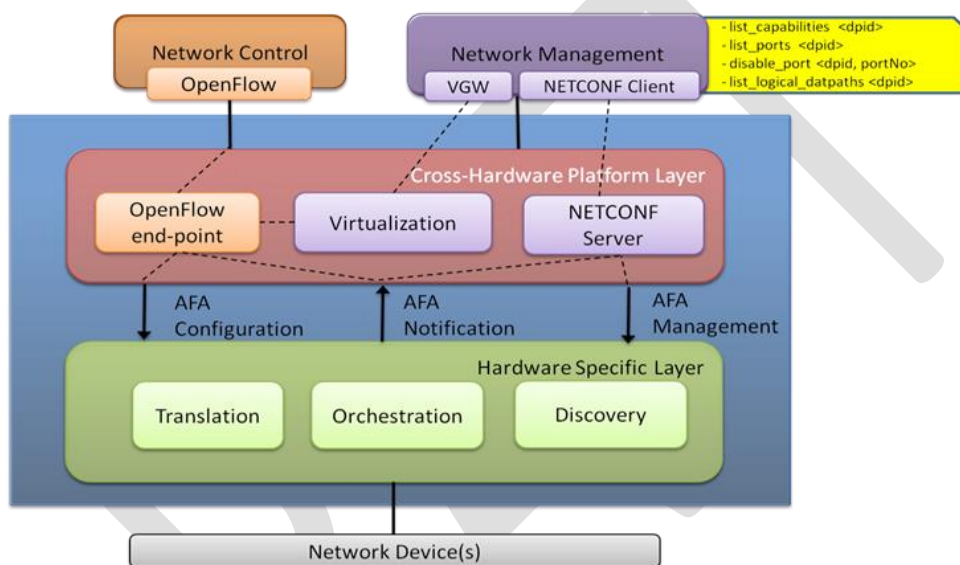 Network Control
OpenFlow
Network Management
VGW
NETCONF Client
- list_capabilities <dpid>
- list_ports <dpid>
- disable_port <dpid, portNo>
- list_logical_datpaths <dpid>
Cross-Hardware Platform Layer
OpenFlow
end-point
Virtualization
NETCONF
Server
AFA
Configuration
AFA
Notification
AFA
Management
Hardware Specific Layer
Translation
Orchestration
Discovery
Network Device(s)